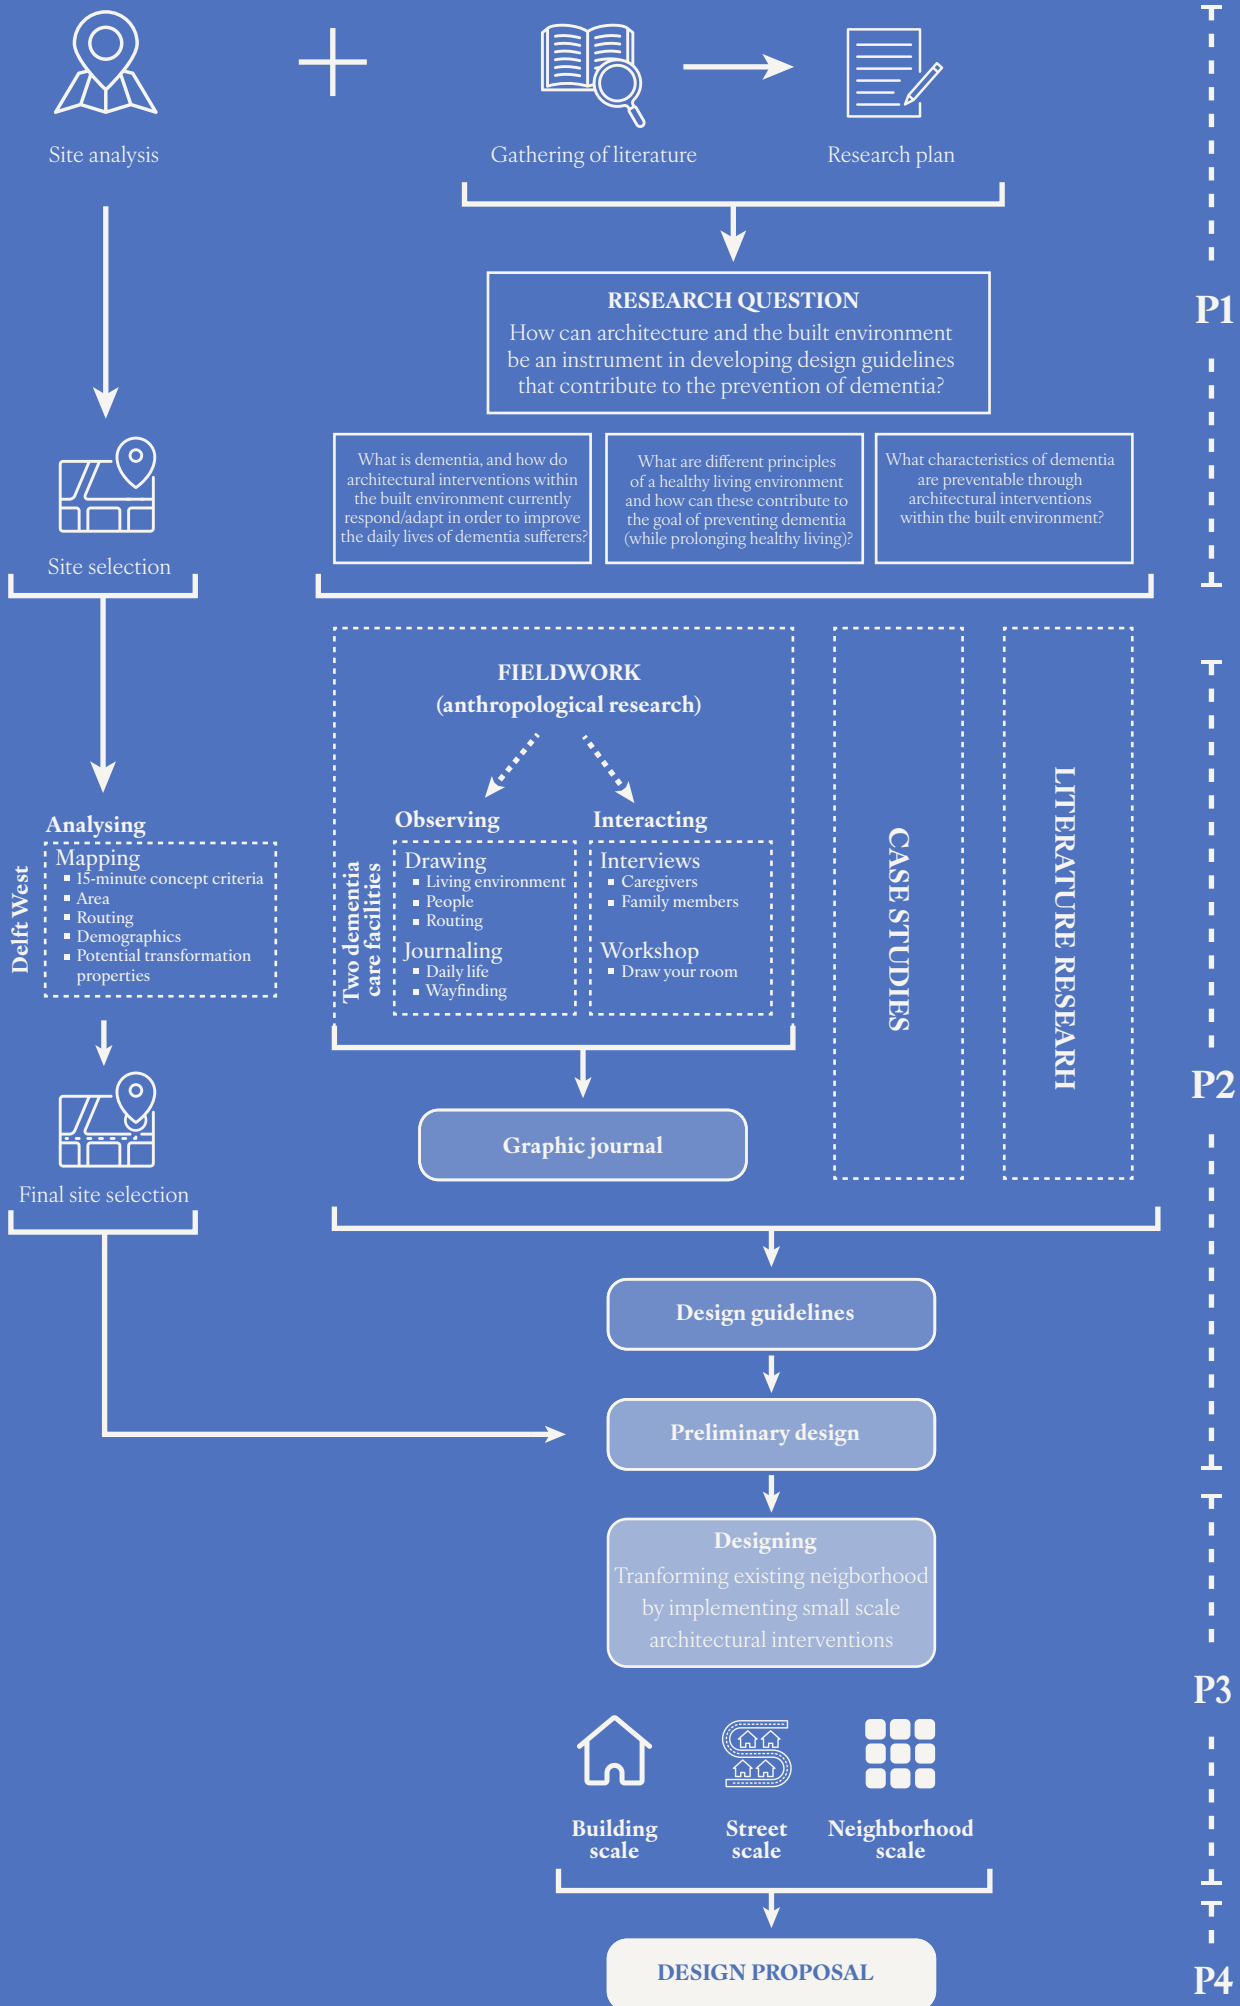 Site analysis
Gathering of literature
Research plan
P1
RESEARCH QUESTION
How can architecture and the built environment
be an instrument in developing design guidelines
that contribute to the prevention of dementia?
What is dementia, and how do
architectural interventions within
the built environment currently
respond/adapt in order to improve
the daily lives of dementia sufferers?
What are different principles
of a healthy living environment
and how can these contribute to
the goal of preventing dementia
(while prolonging healthy living)?
What characteristics of dementia
are preventable through
architectural interventions
within the built environment?
Site selection
FIELDWORK
(anthropological research)
Analysing
Delft West
Mapping
15-minute concept criteria
Area
Routing
Demographics
Potential transformation
properties
Two dementia
care facilities
Observing
Drawing
Living environment
People
Routing
Journaling
Daily life
Wayfinding
Interacting
Interviews
Caregivers
Family members
Workshop
Draw your room
CASE STUDIES
LITERATURE RESEARH
P2
Final site selection
Graphic journal
Design guidelines
Preliminary design
Designing
Tranforming existing neigborhood
by implementing small scale
architectural interventions
P3
Building
scale
Street
scale
Neighborhood
scale
DESIGN PROPOSAL
P4